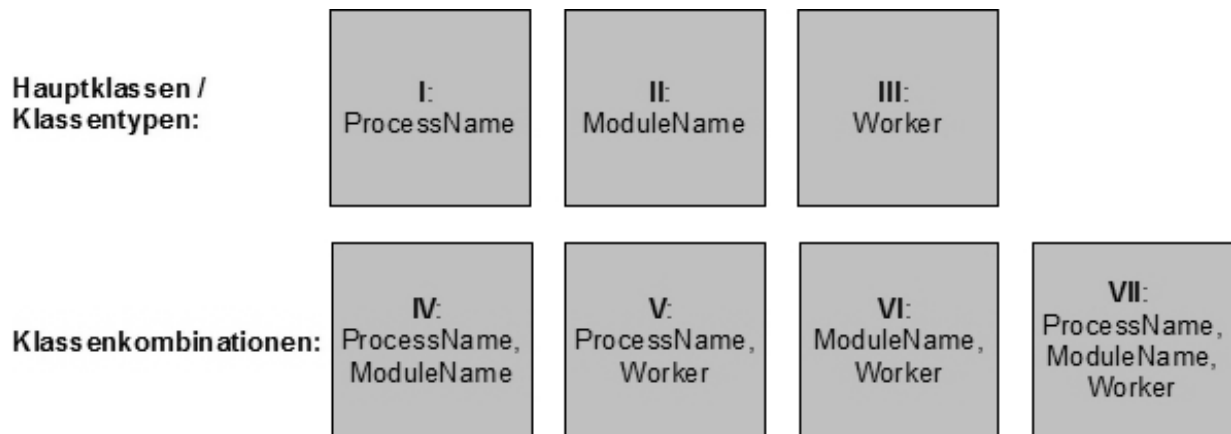 Hauptklassen /
Klassentypen:
I:
ProcessName
II:
ModuleName
III:
Worker
Klassenkombinationen:
IV:
ProcessName,
ModuleName
V:
ProcessName,
Worker
VI:
ModuleName,
Worker
VII:
ProcessName,
ModuleName,
Worker